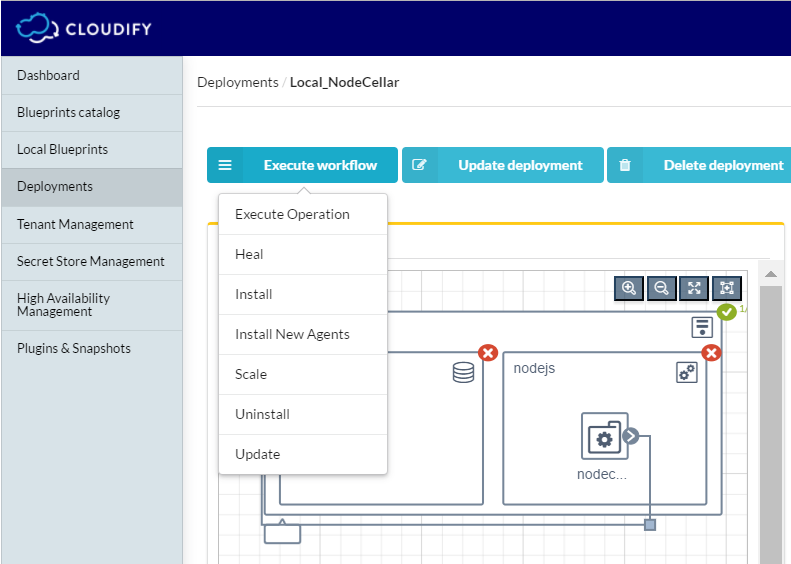 CLOUDIFY
Dashboard
Blueprints catalog
Local Blueprints
Deployments
Tenant Management
Secret Store Management
High Availability
Management
Plugins & Snapshots
Deployments / Local_NodeCellar
Execute workflow
Update deployment
Delete deployment
Execute Operation
Heal
Install
Install New Agents
Scale
Uninstall
Update
1/
nodejs
nodec...